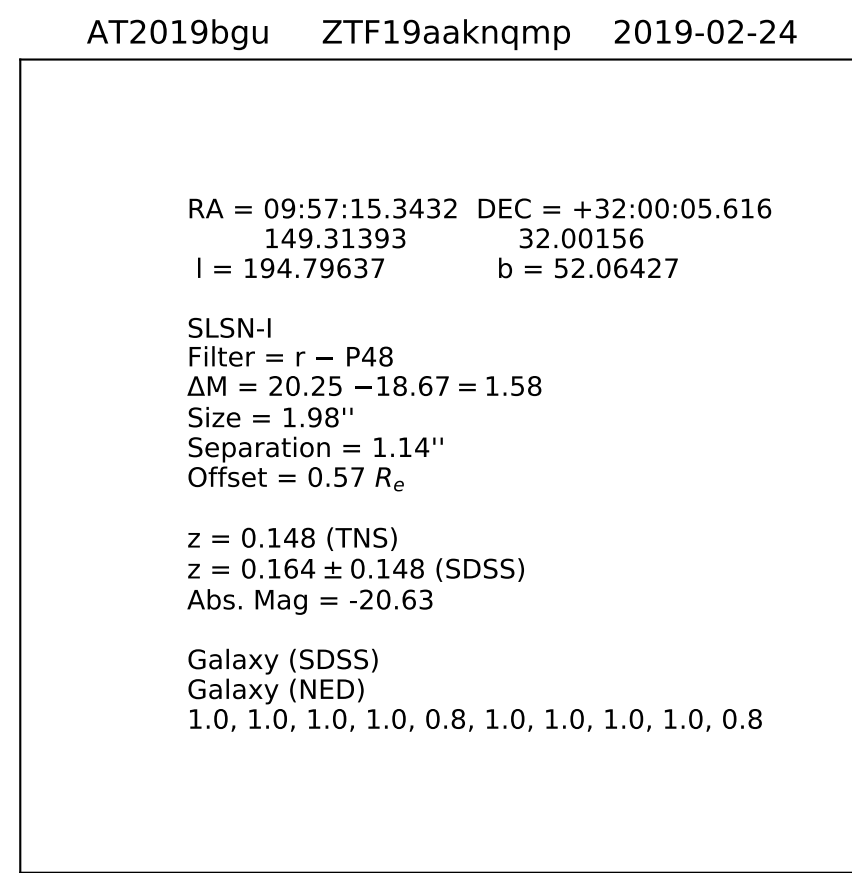 AT2019bgu ZTF19aaknqmp 2019-02-24
RA = 09:57:15.3432 DEC = +32:00:05.616
149.31393 32.00156
l = 194.79637 b = 52.06427
SLSN-I
Filter = r − P48
ΔM = 20.25 −18.67 = 1.58
Size = 1.98''
Separation = 1.14''
Offset = 0.57 Rₑ
z = 0.148 (TNS)
z = 0.164 ± 0.148 (SDSS)
Abs. Mag = -20.63
Galaxy (SDSS)
Galaxy (NED)
1.0, 1.0, 1.0, 1.0, 0.8, 1.0, 1.0, 1.0, 1.0, 0.8